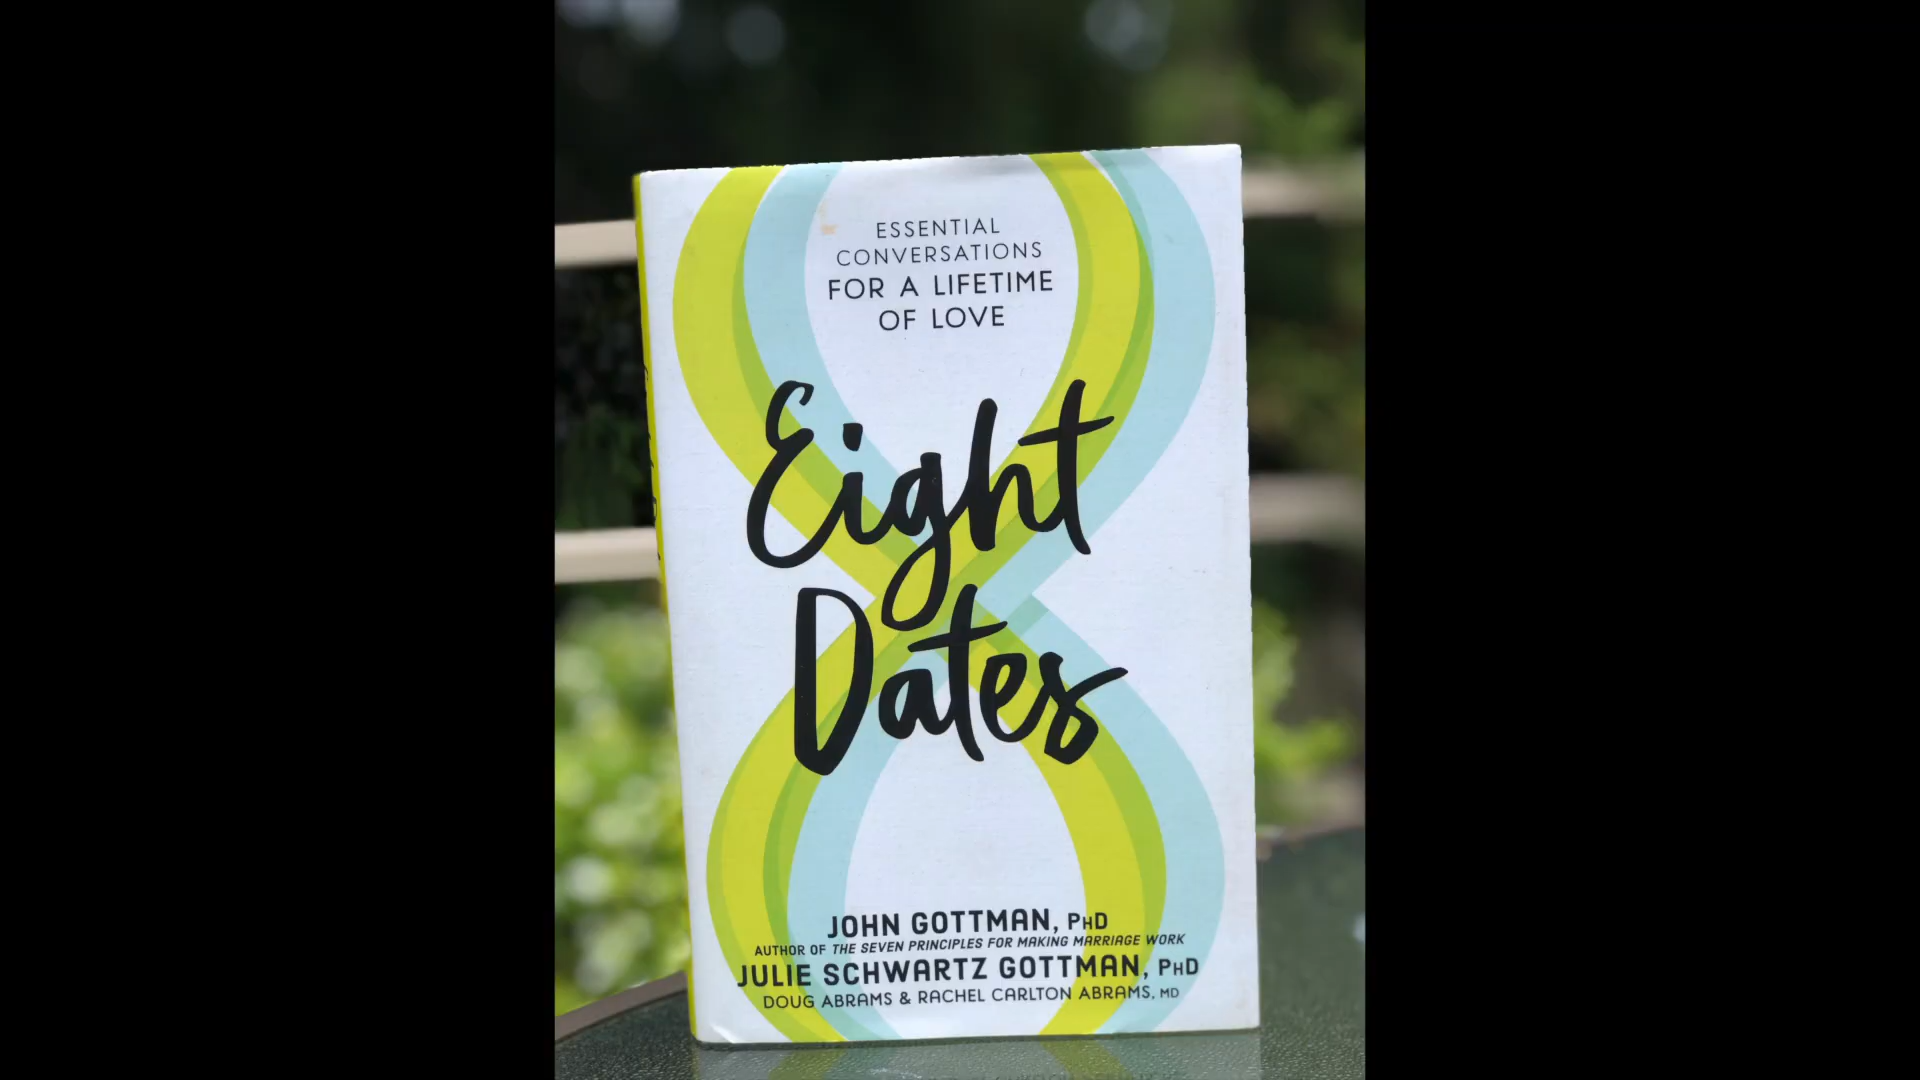 ESSENTIAL
CONVERSATIONS
FOR A LIFETIME
OF LOVE
Eight
Dates
JOHN GOTTMAN, PHD
AUTHOR OF THE SEVEN PRINCIPLES FOR MAKING MARRIAGE WORK
JULIE SCHWARTZ GOTTMAN, PHD
DOUG ABRAMS & RACHEL CARLTON ABRAMS, MD